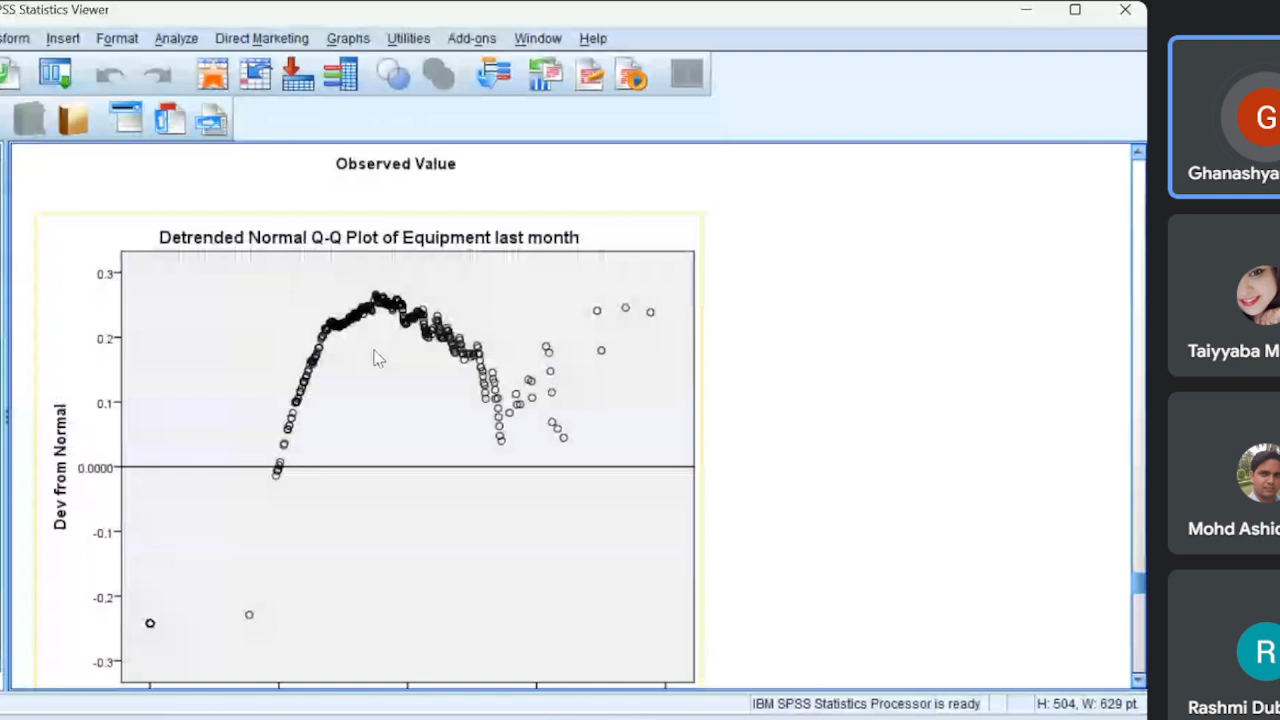 PSS Statistics Viewer
sform Insert Format Analyze Direct Marketing Graphs Utilities Add-ons Window Help
Observed Value
Detrended Normal Q-Q Plot of Equipment last month
0.3
0.2
0.1
0.0000
-0.1
-0.2
-0.3
Dev from Normal
IBM SPSS Statistics Processor is ready
H: 504, W: 629 pt.
G
Ghanashya
Taiyyaba M
Mohd Ashic
R
Rashmi Dub